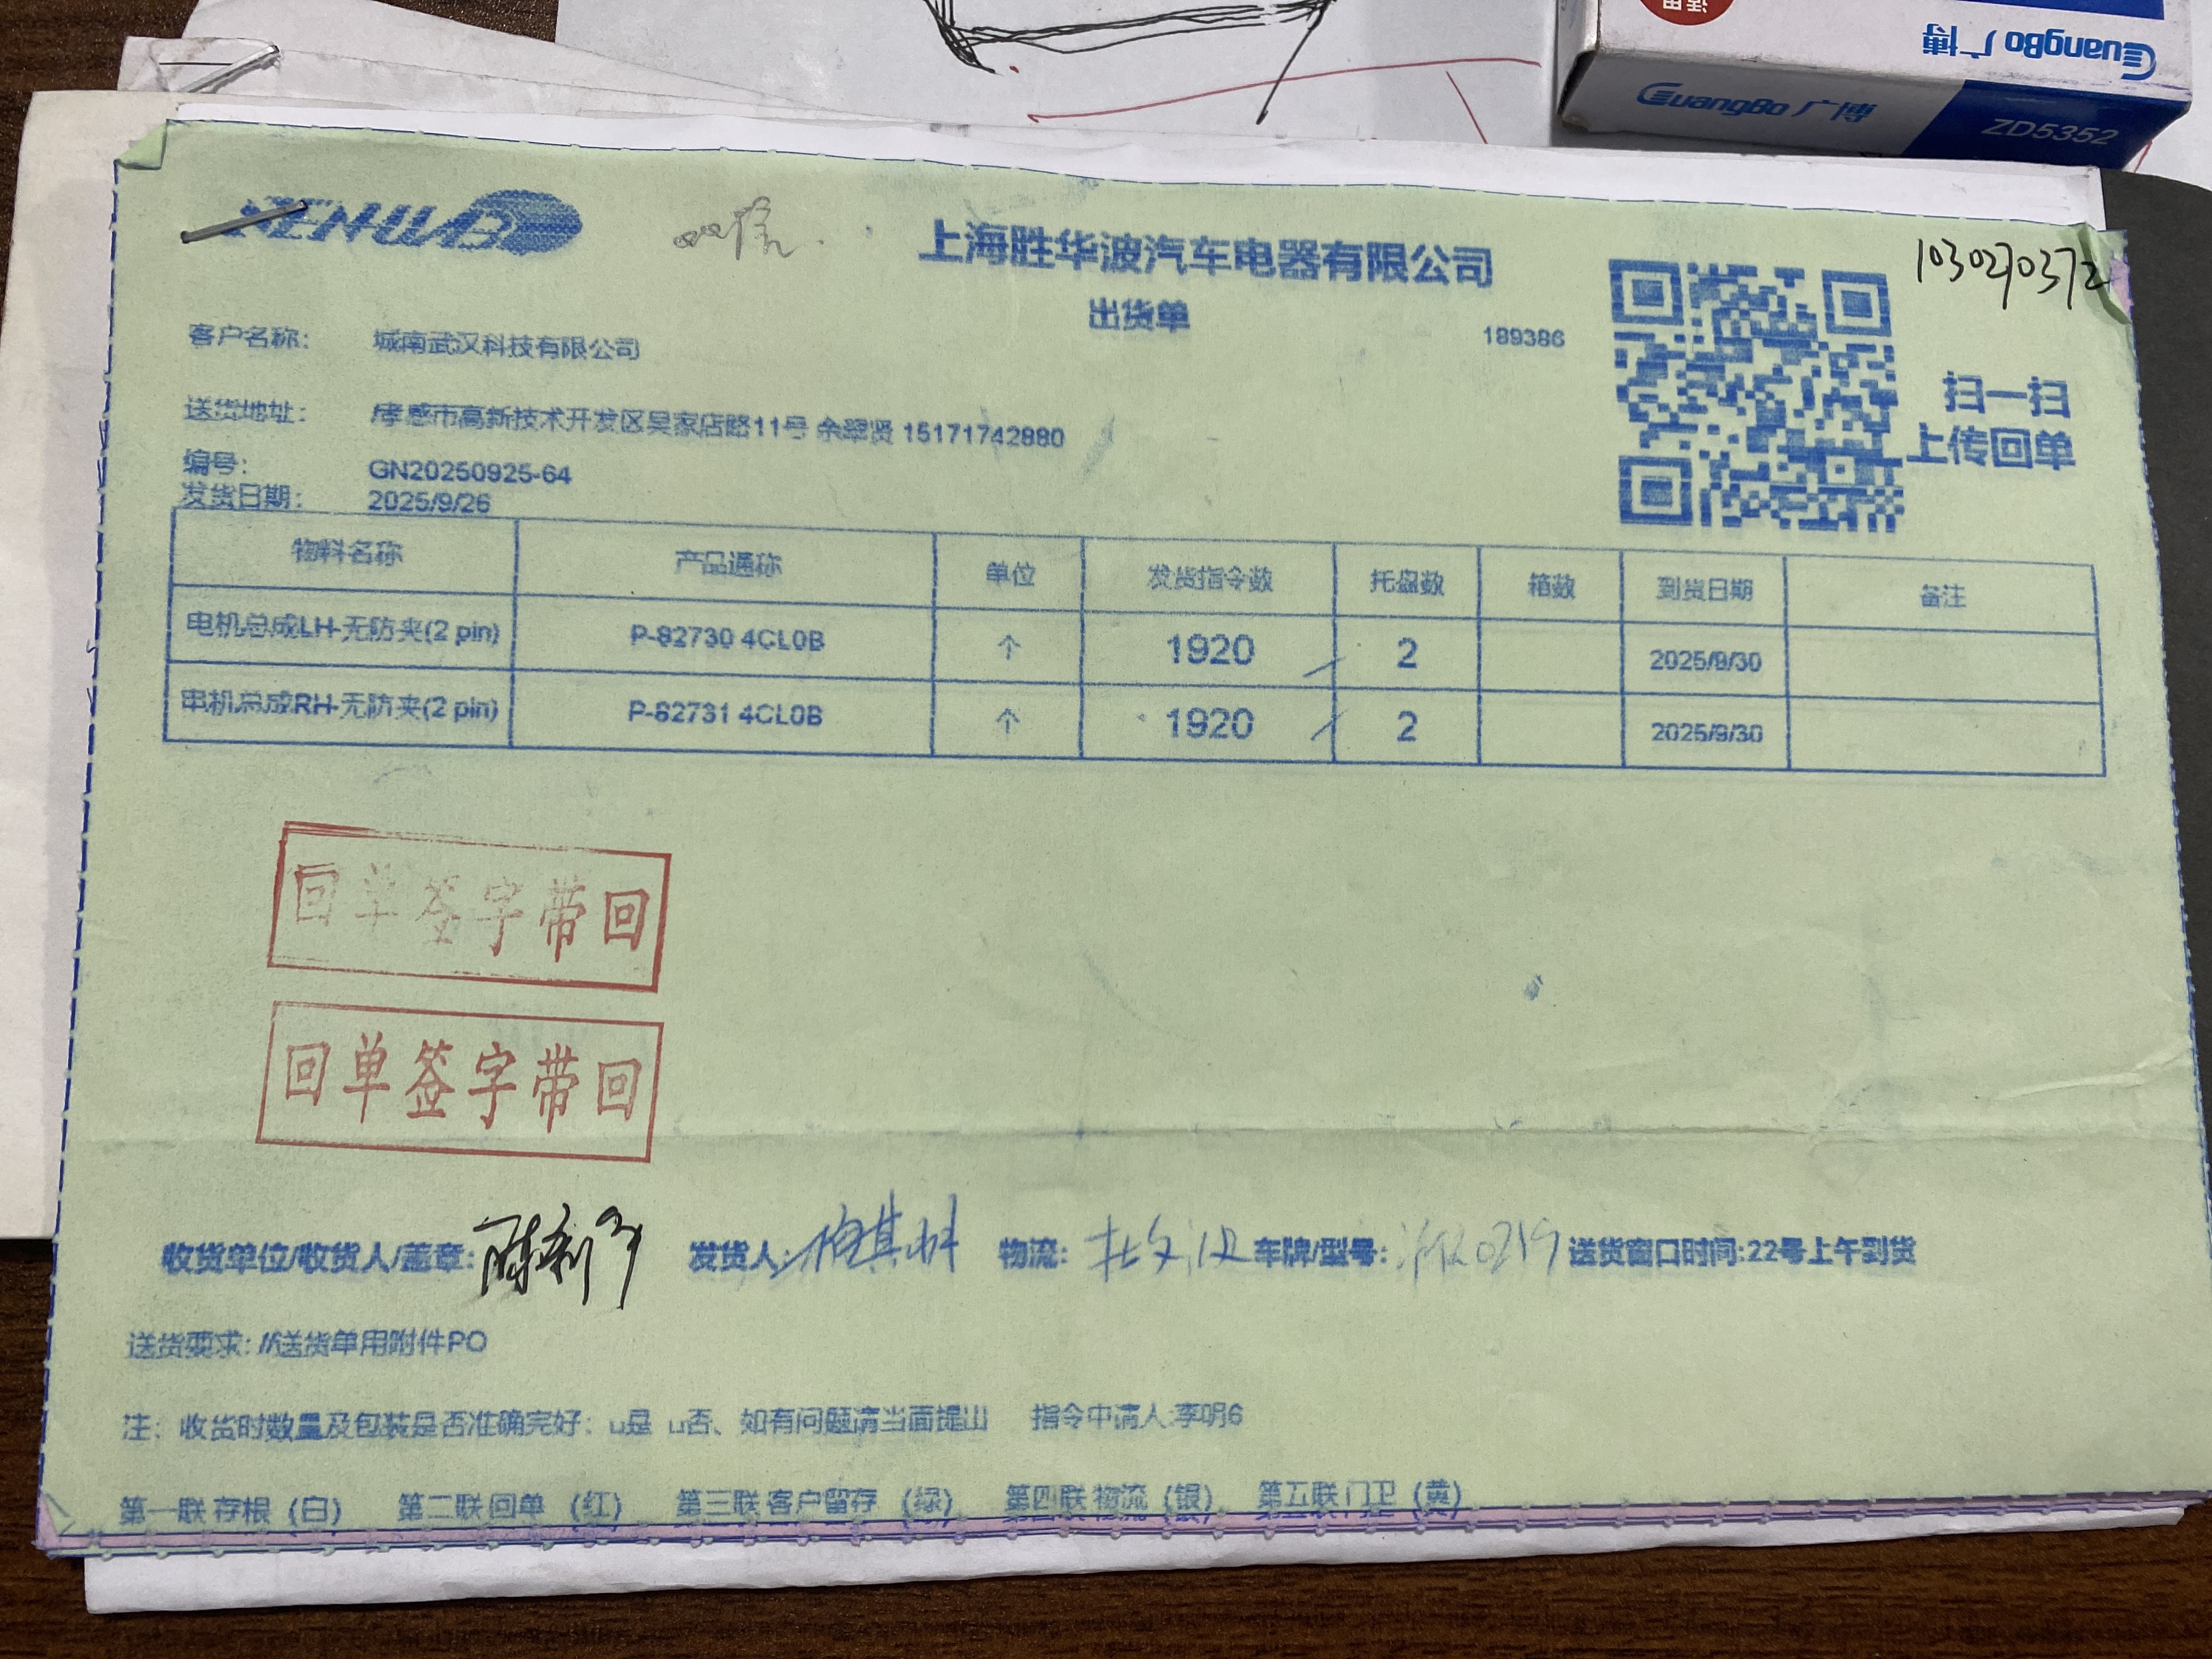 GuangBo 广博
GuangBo 广博
ZD5352
上海胜华波汽车电器有限公司
出货单
189386
1030270372
扫一扫
上传回单
客户名称： 城南武汉科技有限公司
送货地址： 孝感市高新技术开发区吴家店路11号 余翠贤 15171742880
编号： GN20250925-64
发货日期： 2025/9/26
物料名称 产品通称 单位 发货指令数 托盘数 箱数 到货日期 备注
电机总成LH-无防夹(2 pin) P-82730 4CL0B 个 1920 2 2025/9/30
电机总成RH-无防夹(2 pin) P-82731 4CL0B 个 1920 2 2025/9/30
回单签字带回
回单签字带回
收货单位/收货人/盖章: 发货人: 物流: 车牌/型号: 送货窗口时间:22号上午到货
送货要求: //送货单用附件PO
注：收货时数量及包装是否准确完好：u是 u否、如有问题请当面提出 指令申请人:李明6
第一联 存根（白） 第二联 回单 （红） 第三联 客户留存 （绿） 第四联 物流（银） 第五联 门卫（黄）